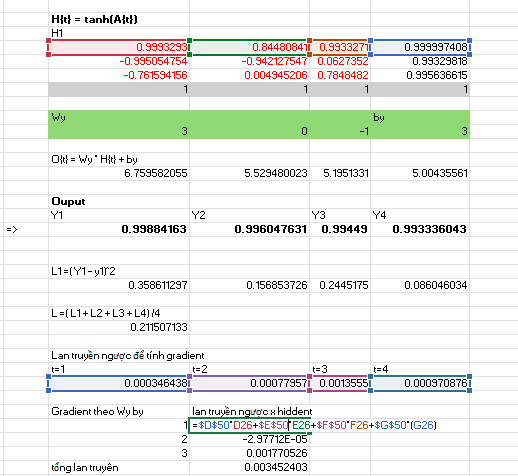 H{t} = tanh(A{t})
H1
0.9993293 0.84480841 0.9933271 0.999997408
-0.995054754 -0.942127547 0.0627352 0.99329818
-0.761594156 0.004945206 0.7848482 0.995636615
1 1 1 1
Wy by
3 0 -1 3
O{t} = Wy * H{t} + by
6.759582055 5.529480023 5.1951331 5.00435561
Ouput
Y1 Y2 Y3 Y4
=> 0.99884163 0.996047631 0.99449 0.993336043
L1=(Y1 - y1)^2
0.358611297 0.156853726 0.2445175 0.086046034
L =( L1+ L2 + L3 + L4) /4
0.211507133
Lan truyền ngược để tính gradient
t=1 t=2 t=3 t=4
0.000346438 0.00077957 0.0013555 0.000970876
Gradient theo Wy by lan truyền ngược x hiddent
1 =$D$50*D26+$E$50*E26+$F$50*F26+$G$50*(G26)
2 -2.97712E-05
3 0.001770526
tổng lan truyên 0.003452403